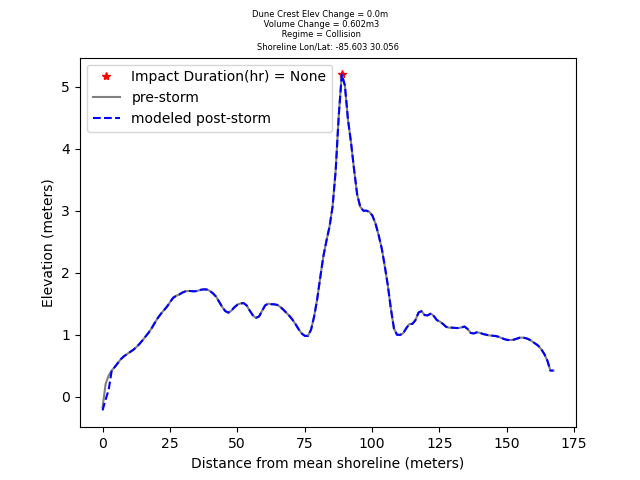 Dune Crest Elev Change = 0.0m
Volume Change = 0.602m3
Regime = Collision
Shoreline Lon/Lat: -85.603 30.056
Impact Duration(hr) = None
pre-storm
modeled post-storm
Elevation (meters)
5
4
3
2
1
0
0 25 50 75 100 125 150 175
Distance from mean shoreline (meters)